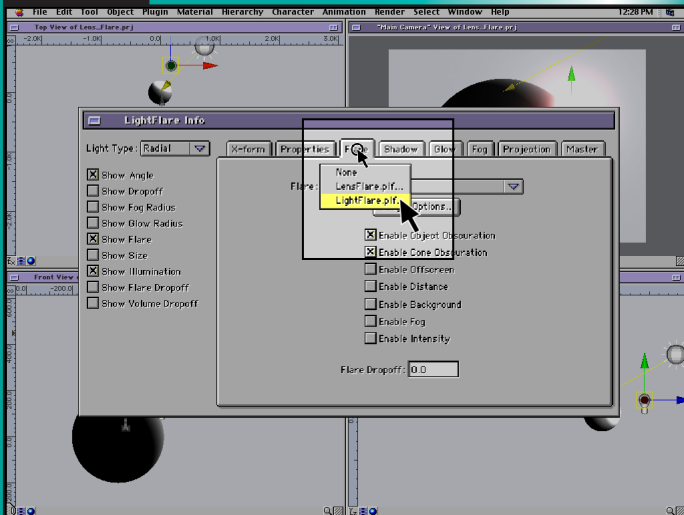 File Edit Tool Object Plugin Material Hierarchy Character Animation Render Select Window Help 12:28 PM
Top View of Lens_Flare.prj
"Main Camera" View of Lens_Flare.prj
-2.0K| -1.0K| 0.0| 1.0K| 2.0K| 3.0K|
LightFlare Info
Light Type: Radial
X-form Properties Flare Shadow Glow Fog Projection Master
Show Angle
Show Dropoff
Show Fog Radius
Show Glow Radius
Show Flare
Show Size
Show Illumination
Show Flare Dropoff
Show Volume Dropoff
Flare:
None
LensFlare.plf...
LightFlare.plf...
Options...
Enable Object Obscuration
Enable Cone Obscuration
Enable Offscreen
Enable Distance
Enable Background
Enable Fog
Enable Intensity
Flare Dropoff: 0.0
Front View
0.0| -200.0|